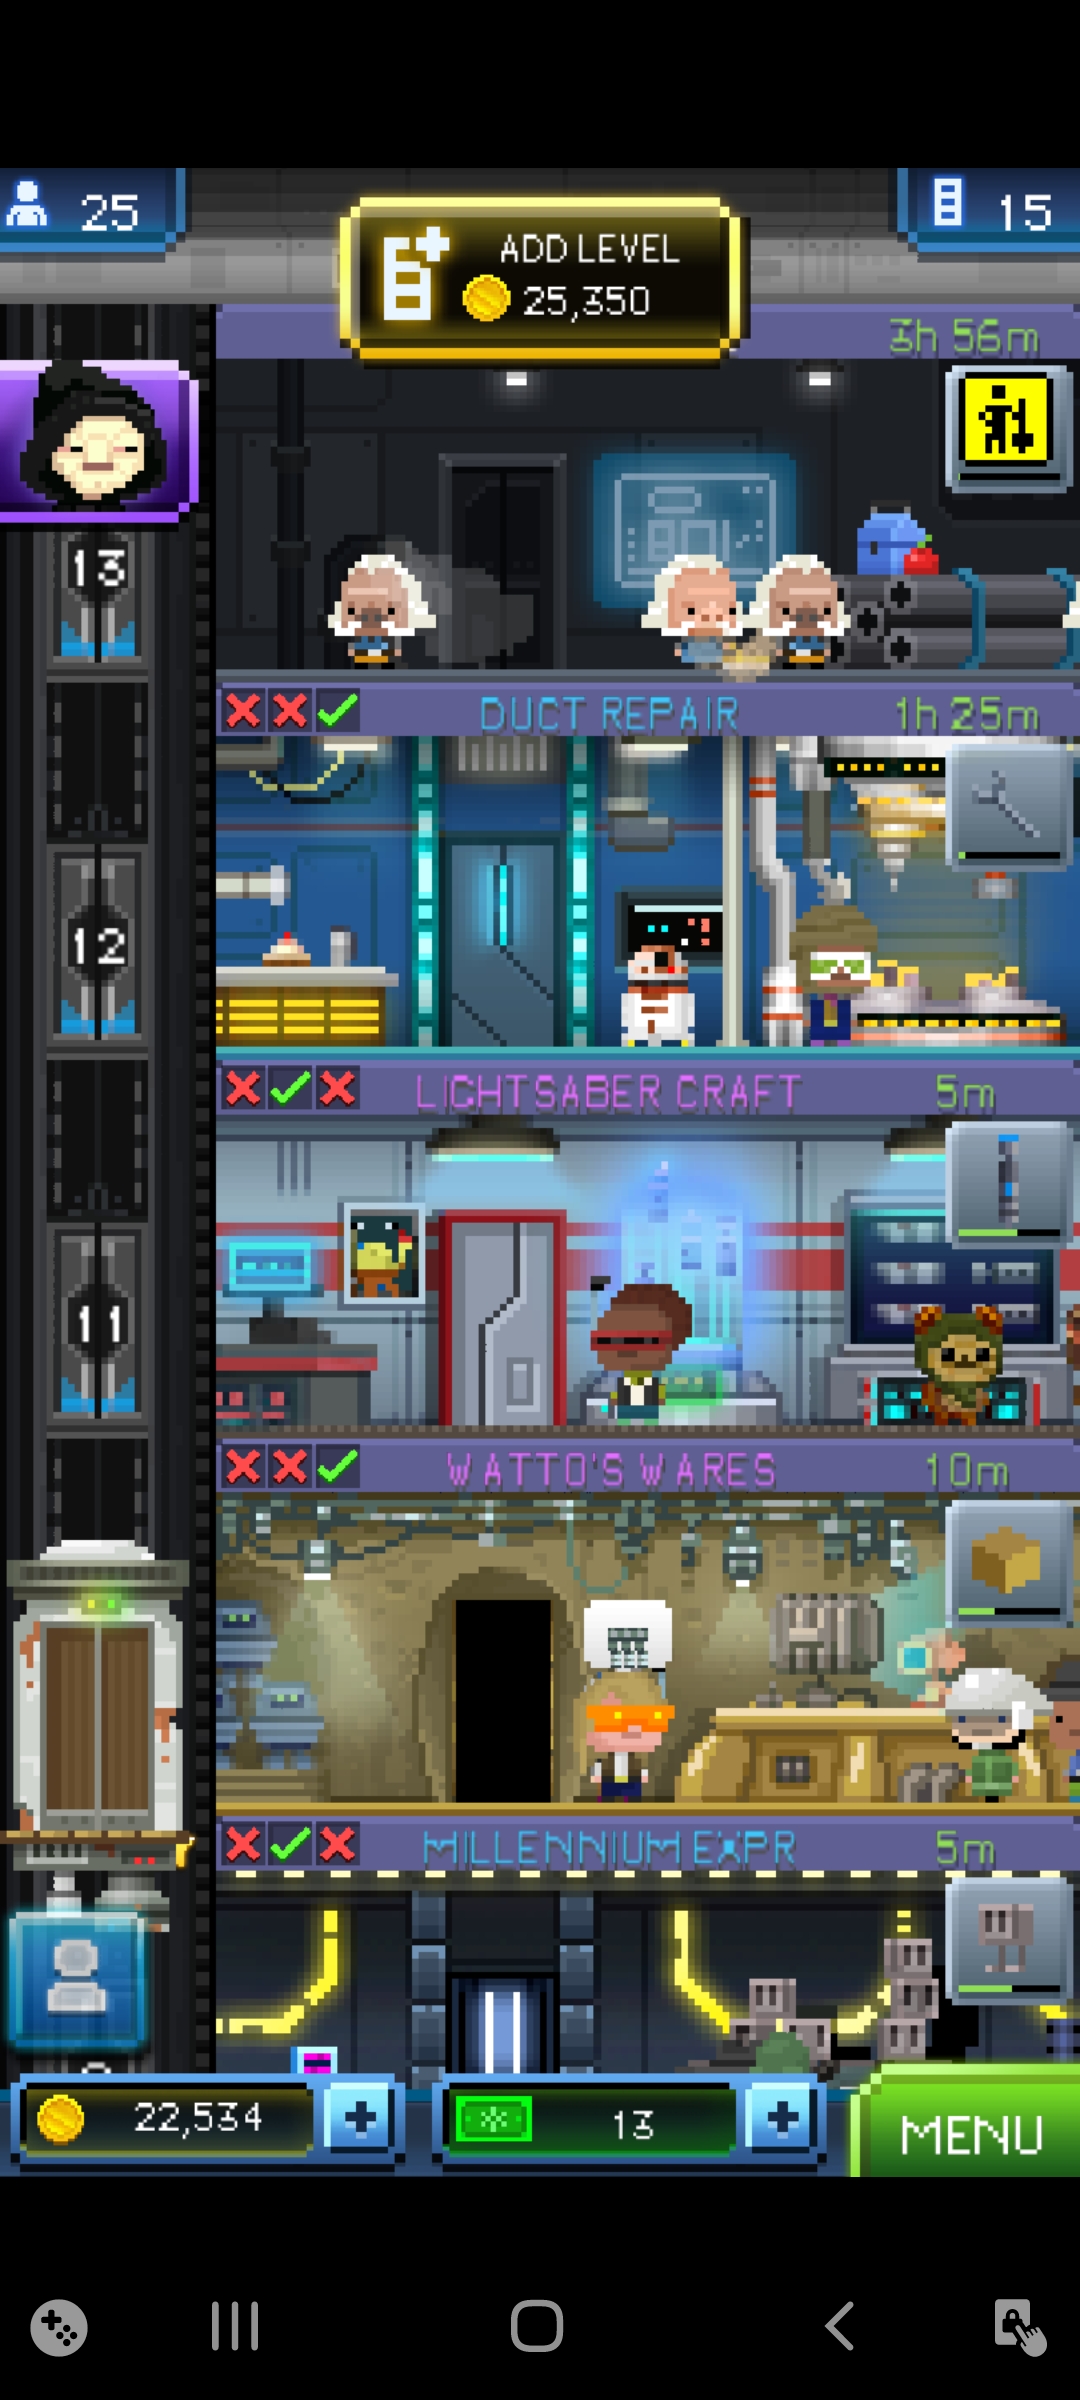 25
ADD LEVEL
25,350
15
3h 56m
13
DUCT REPAIR
1h 25m
12
LIGHTSABER CRAFT
5m
11
WATTO'S WARES
10m
MILLENNIUM EXPR
5m
22,534
13
MENU